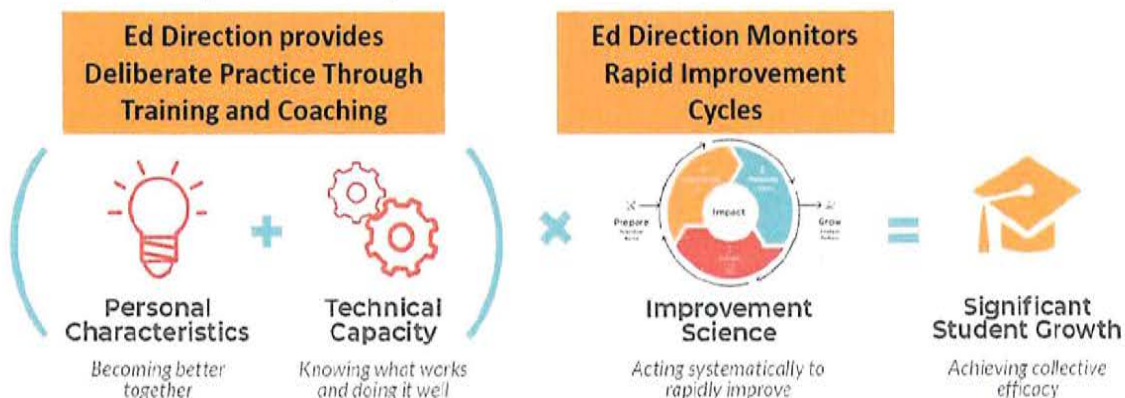 Ed Direction provides
Deliberate Practice Through
Training and Coaching
Ed Direction Monitors
Rapid Improvement
Cycles
Impact
Prepare
Grow
Personal
Characteristics
Becoming better
together
Technical
Capacity
Knowing what works
and doing it well
Improvement
Science
Acting systematically to
rapidly improve
Significant
Student Growth
Achieving collective
efficacy